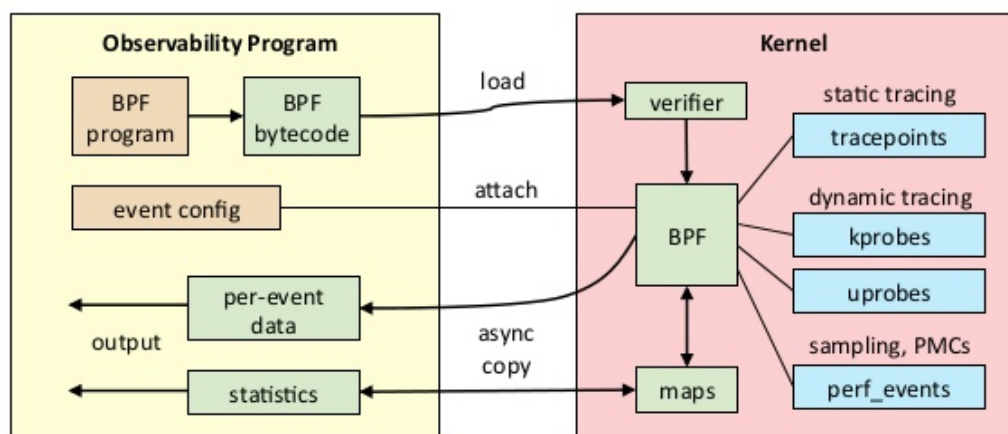 Observability Program
BPF
program
BPF
bytecode
event config
per-event
data
output
statistics
load
attach
async
copy
Kernel
verifier
BPF
maps
static tracing
tracepoints
dynamic tracing
kprobes
uprobes
sampling, PMCs
perf_events